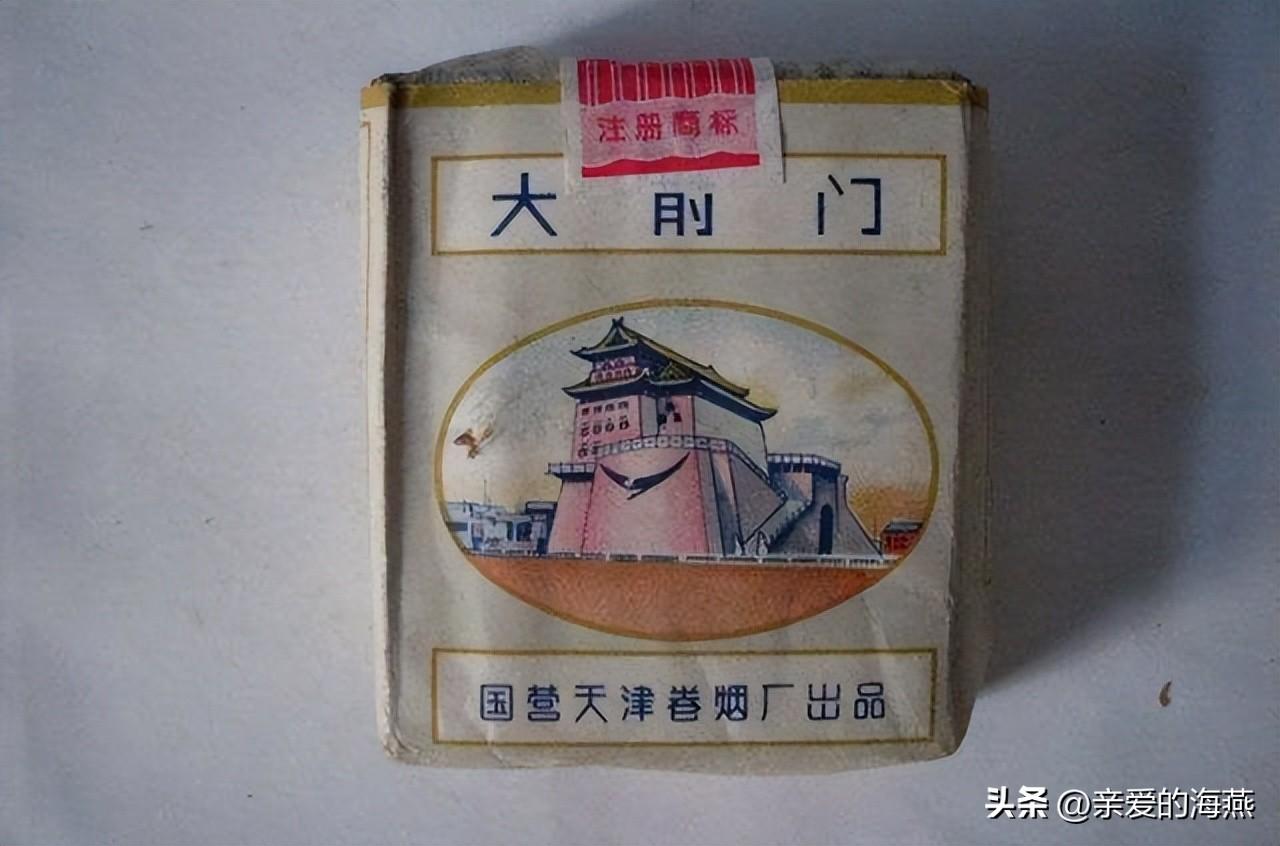 注册商标
大前门
国营天津卷烟厂出品
头条 @亲爱的海燕